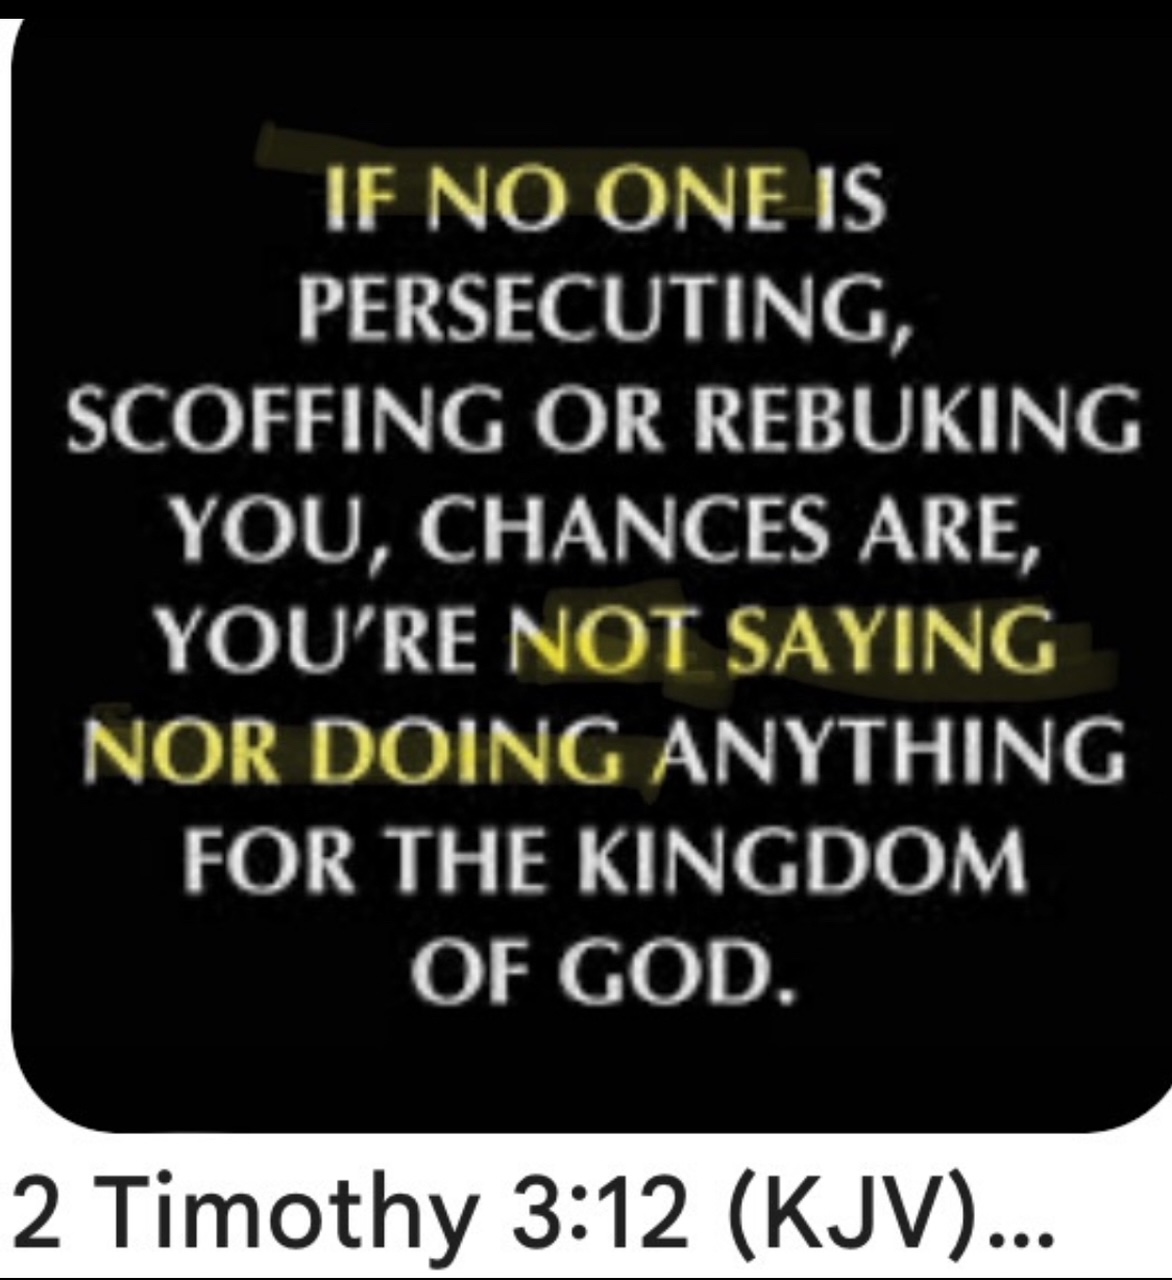 IF NO ONE IS
PERSECUTING,
SCOFFING OR REBUKING
YOU, CHANCES ARE,
YOU'RE NOT SAYING
NOR DOING ANYTHING
FOR THE KINGDOM
OF GOD.
2 Timothy 3:12 (KJV)...